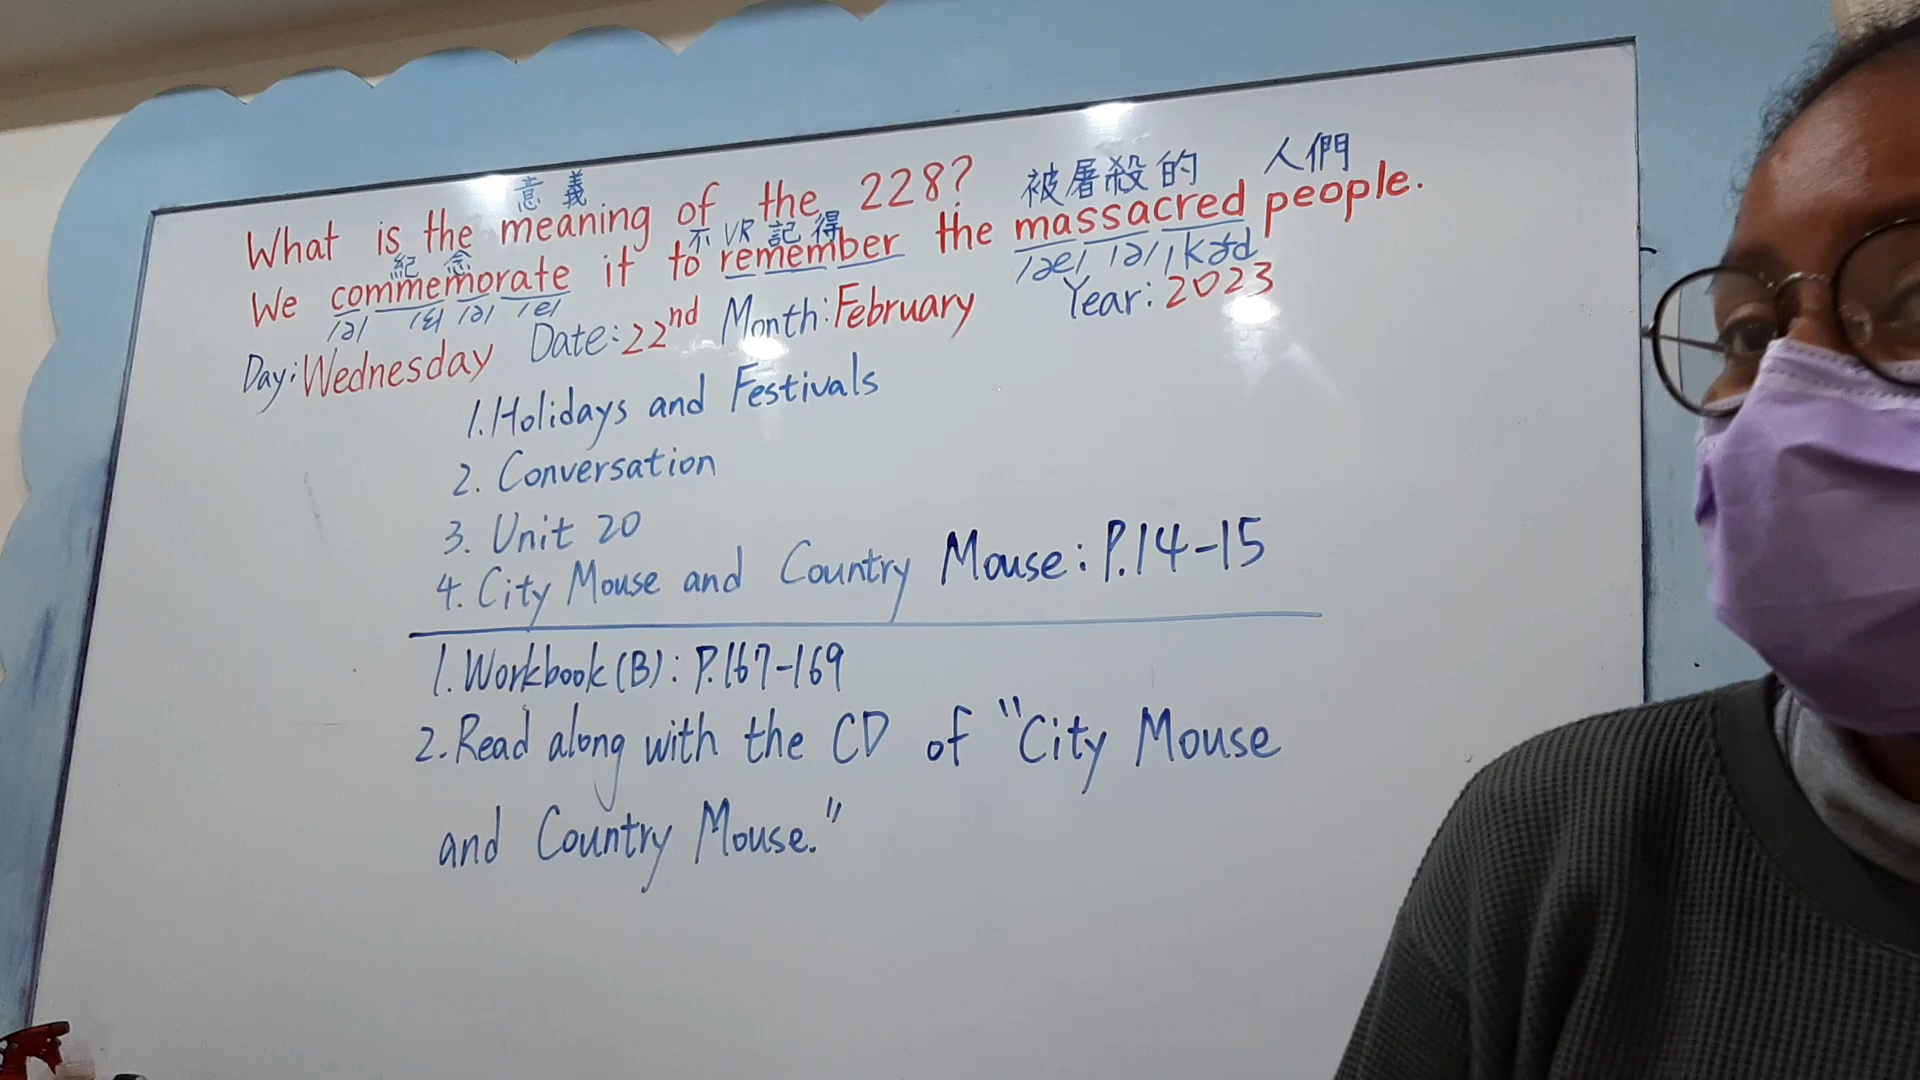 意義 被屠殺的 人們
What is the meaning of the 228?
紀念 不 VR 記得
We commemorate it to remember the massacred people.
/ə/ /ɛ/ /ə/ /e/ /æ/ /ə/
Day: Wednesday Date: 22nd Month: February Year: 2023
1. Holidays and Festivals
2. Conversation
3. Unit 20
4. City Mouse and Country Mouse: P.14-15
1. Workbook (B): P.167-169
2. Read along with the CD of "City Mouse
and Country Mouse."